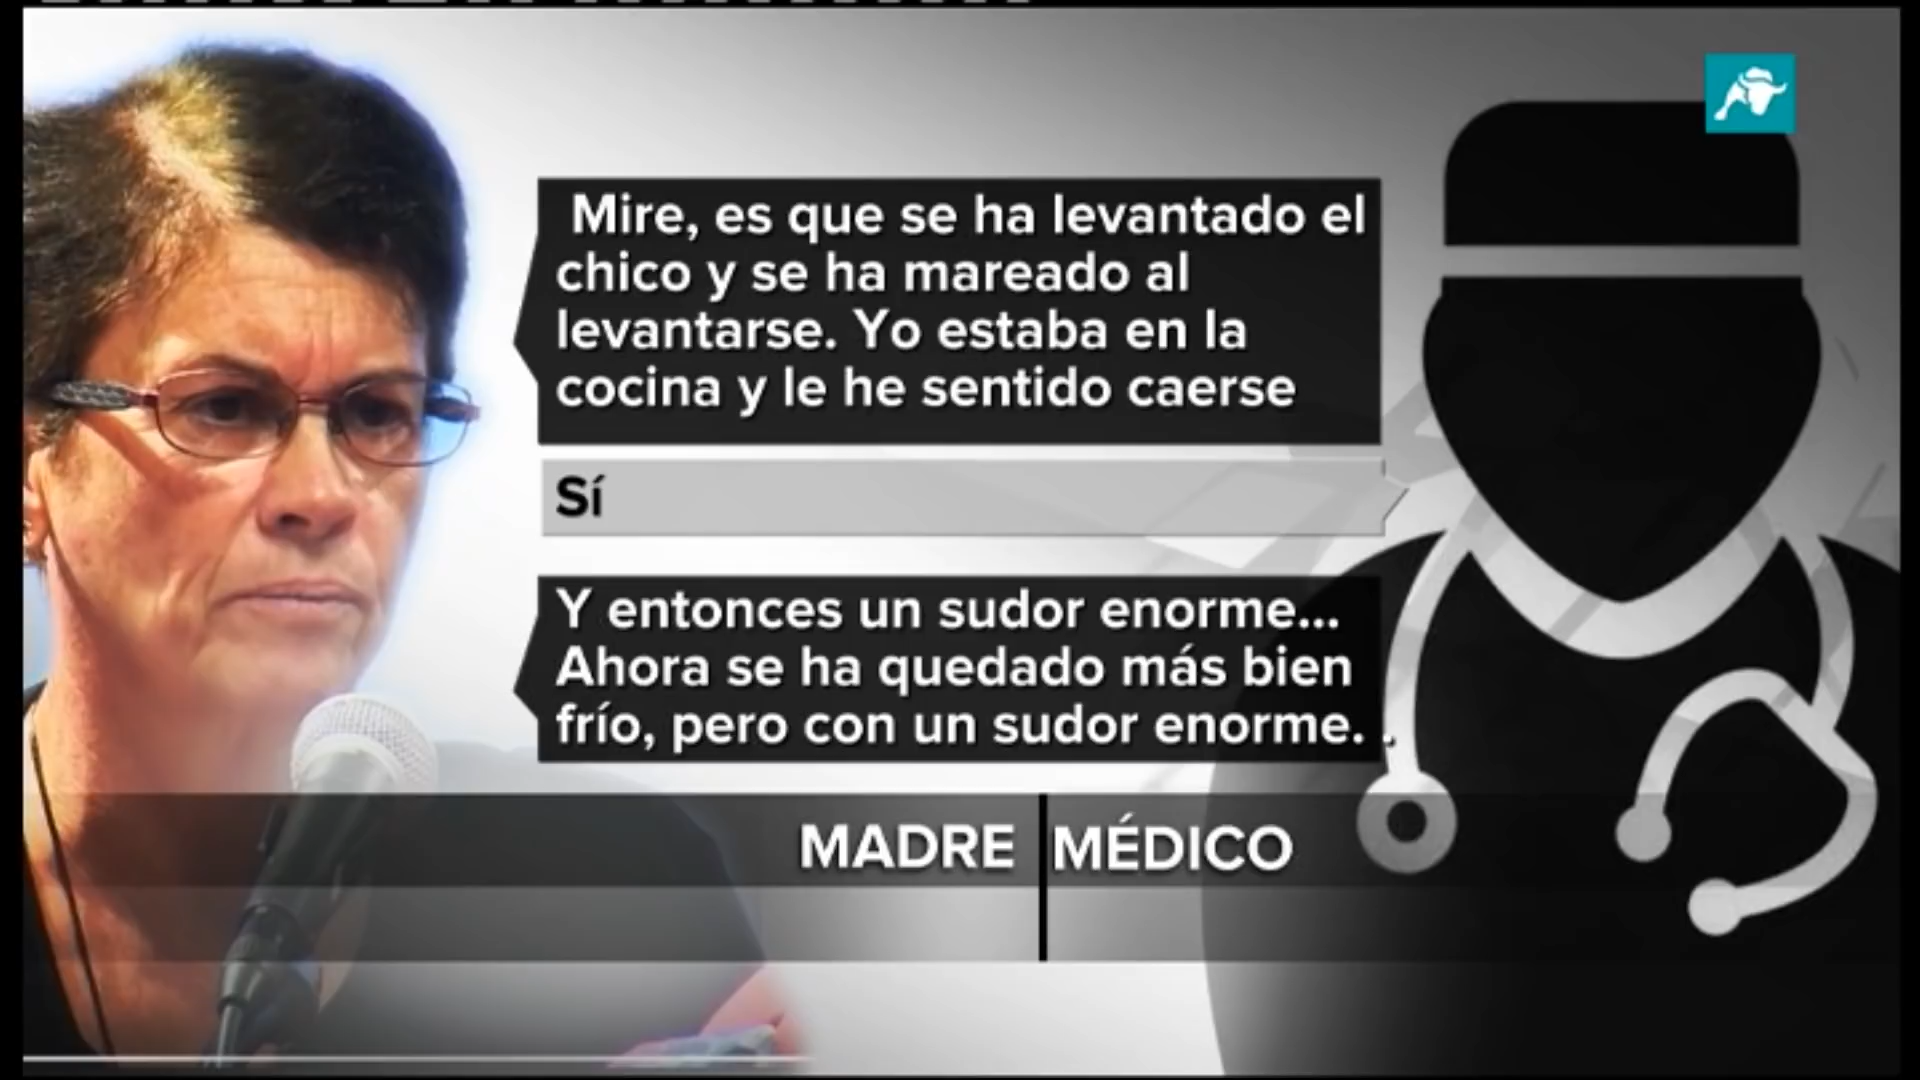 Mire, es que se ha levantado el
chico y se ha mareado al
levantarse. Yo estaba en la
cocina y le he sentido caerse
Sí
Y entonces un sudor enorme...
Ahora se ha quedado más bien
frío, pero con un sudor enorme. .
MADRE
MÉDICO